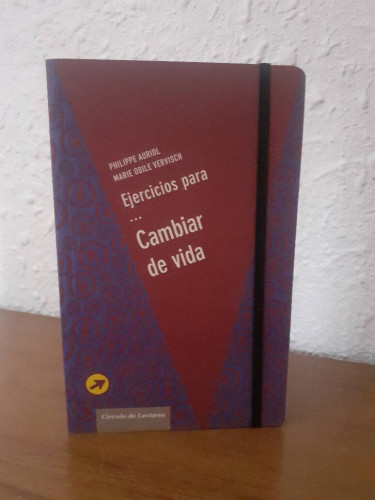 PHILIPPE AURIOL
MARIE ODILE VERVISCH
Ejercicios para
...
Cambiar
de vida
Círculo de Lectores